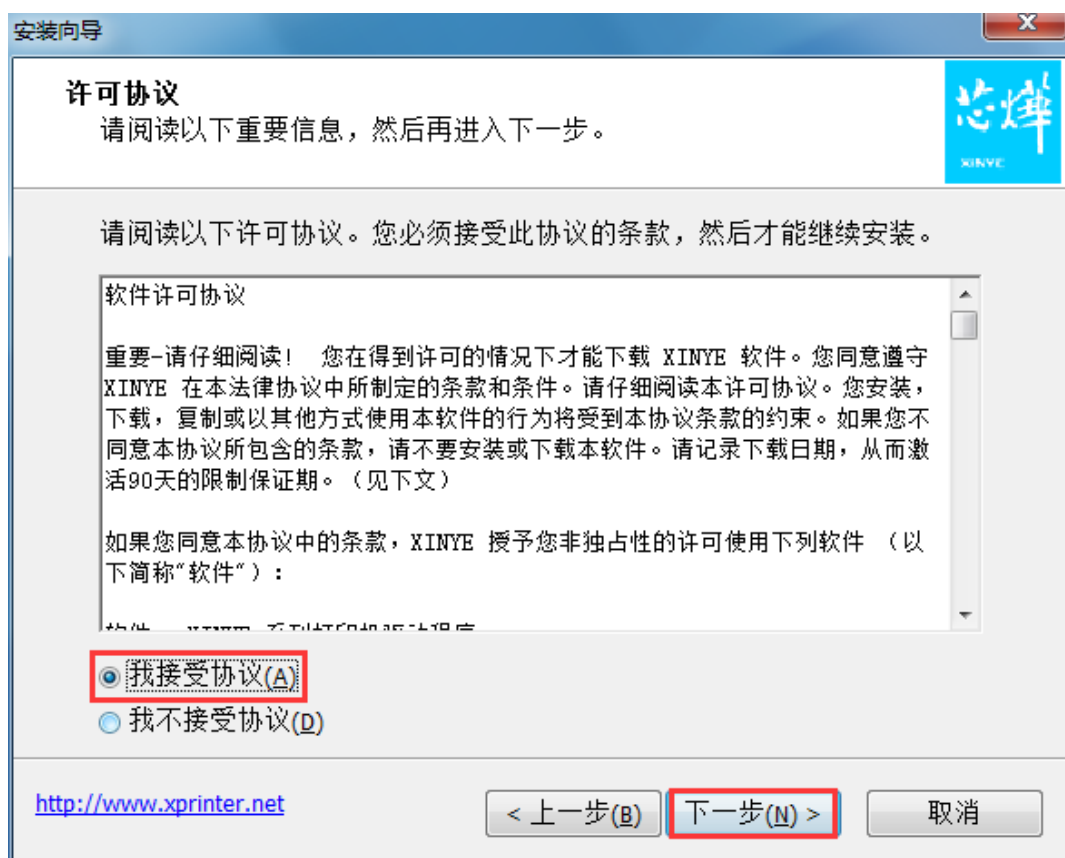 安装向导
许可协议
请阅读以下重要信息，然后再进入下一步。
芯烨
XINYE
请阅读以下许可协议。您必须接受此协议的条款，然后才能继续安装。
软件许可协议
重要-请仔细阅读！ 您在得到许可的情况下才能下载 XINYE 软件。您同意遵守
XINYE 在本法律协议中所制定的条款和条件。请仔细阅读本许可协议。您安装，
下载，复制或以其他方式使用本软件的行为将受到本协议条款的约束。如果您不
同意本协议所包含的条款，请不要安装或下载本软件。请记录下载日期，从而激
活90天的限制保证期。（见下文）
如果您同意本协议中的条款，XINYE 授予您非独占性的许可使用下列软件 （以
下简称"软件"）：
我接受协议(A)
我不接受协议(D)
http://www.xprinter.net
< 上一步(B)
下一步(N) >
取消